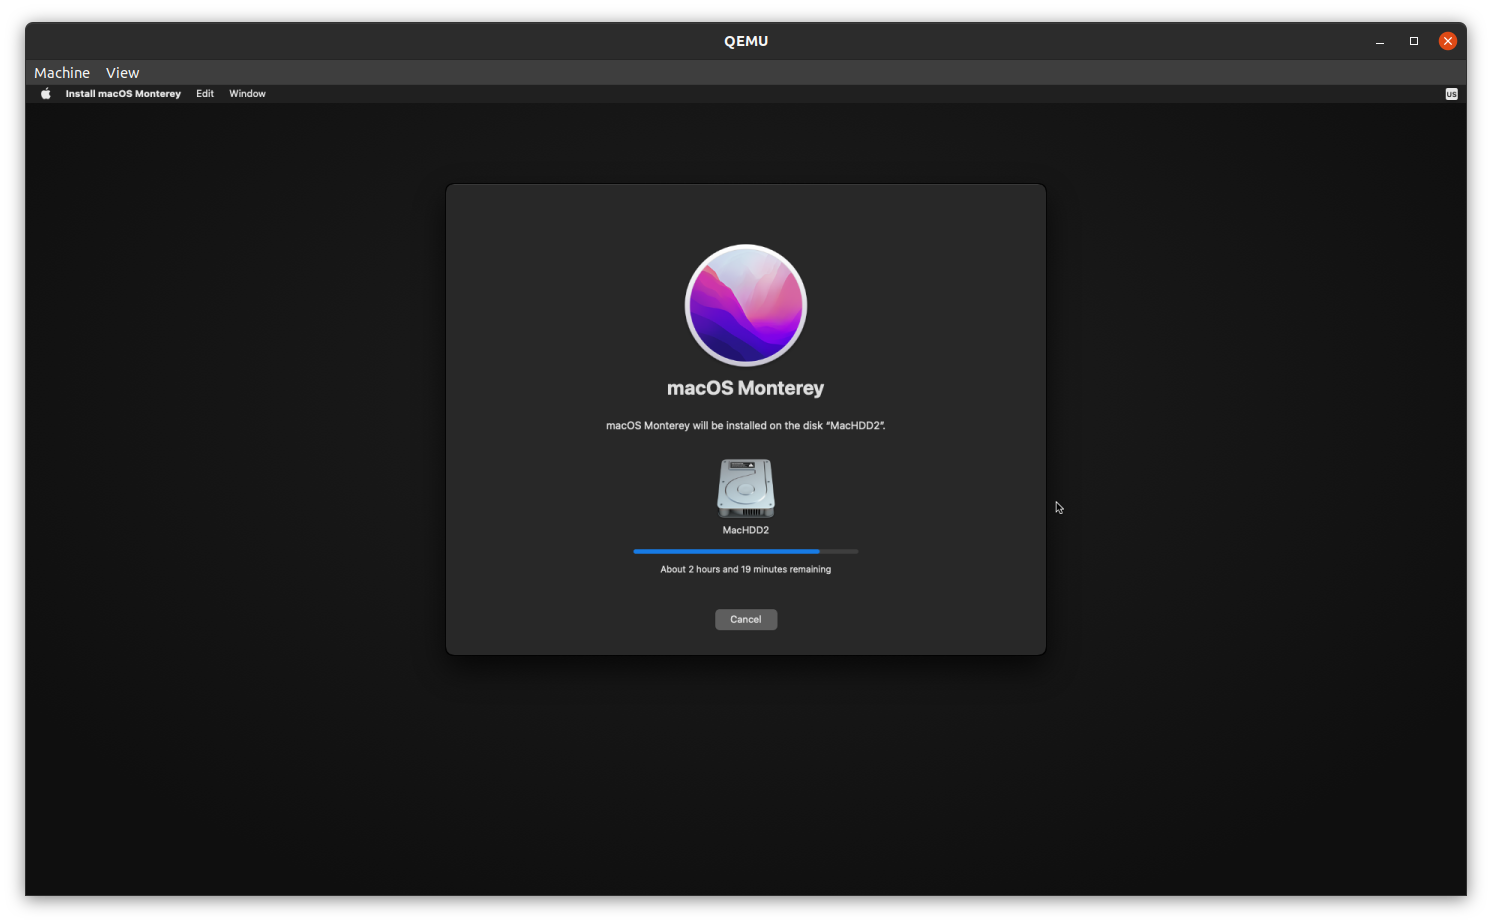 QEMU
Machine View
Install macOS Monterey Edit Window US
macOS Monterey
macOS Monterey will be installed on the disk “MacHDD2”.
MacHDD2
About 2 hours and 19 minutes remaining
Cancel